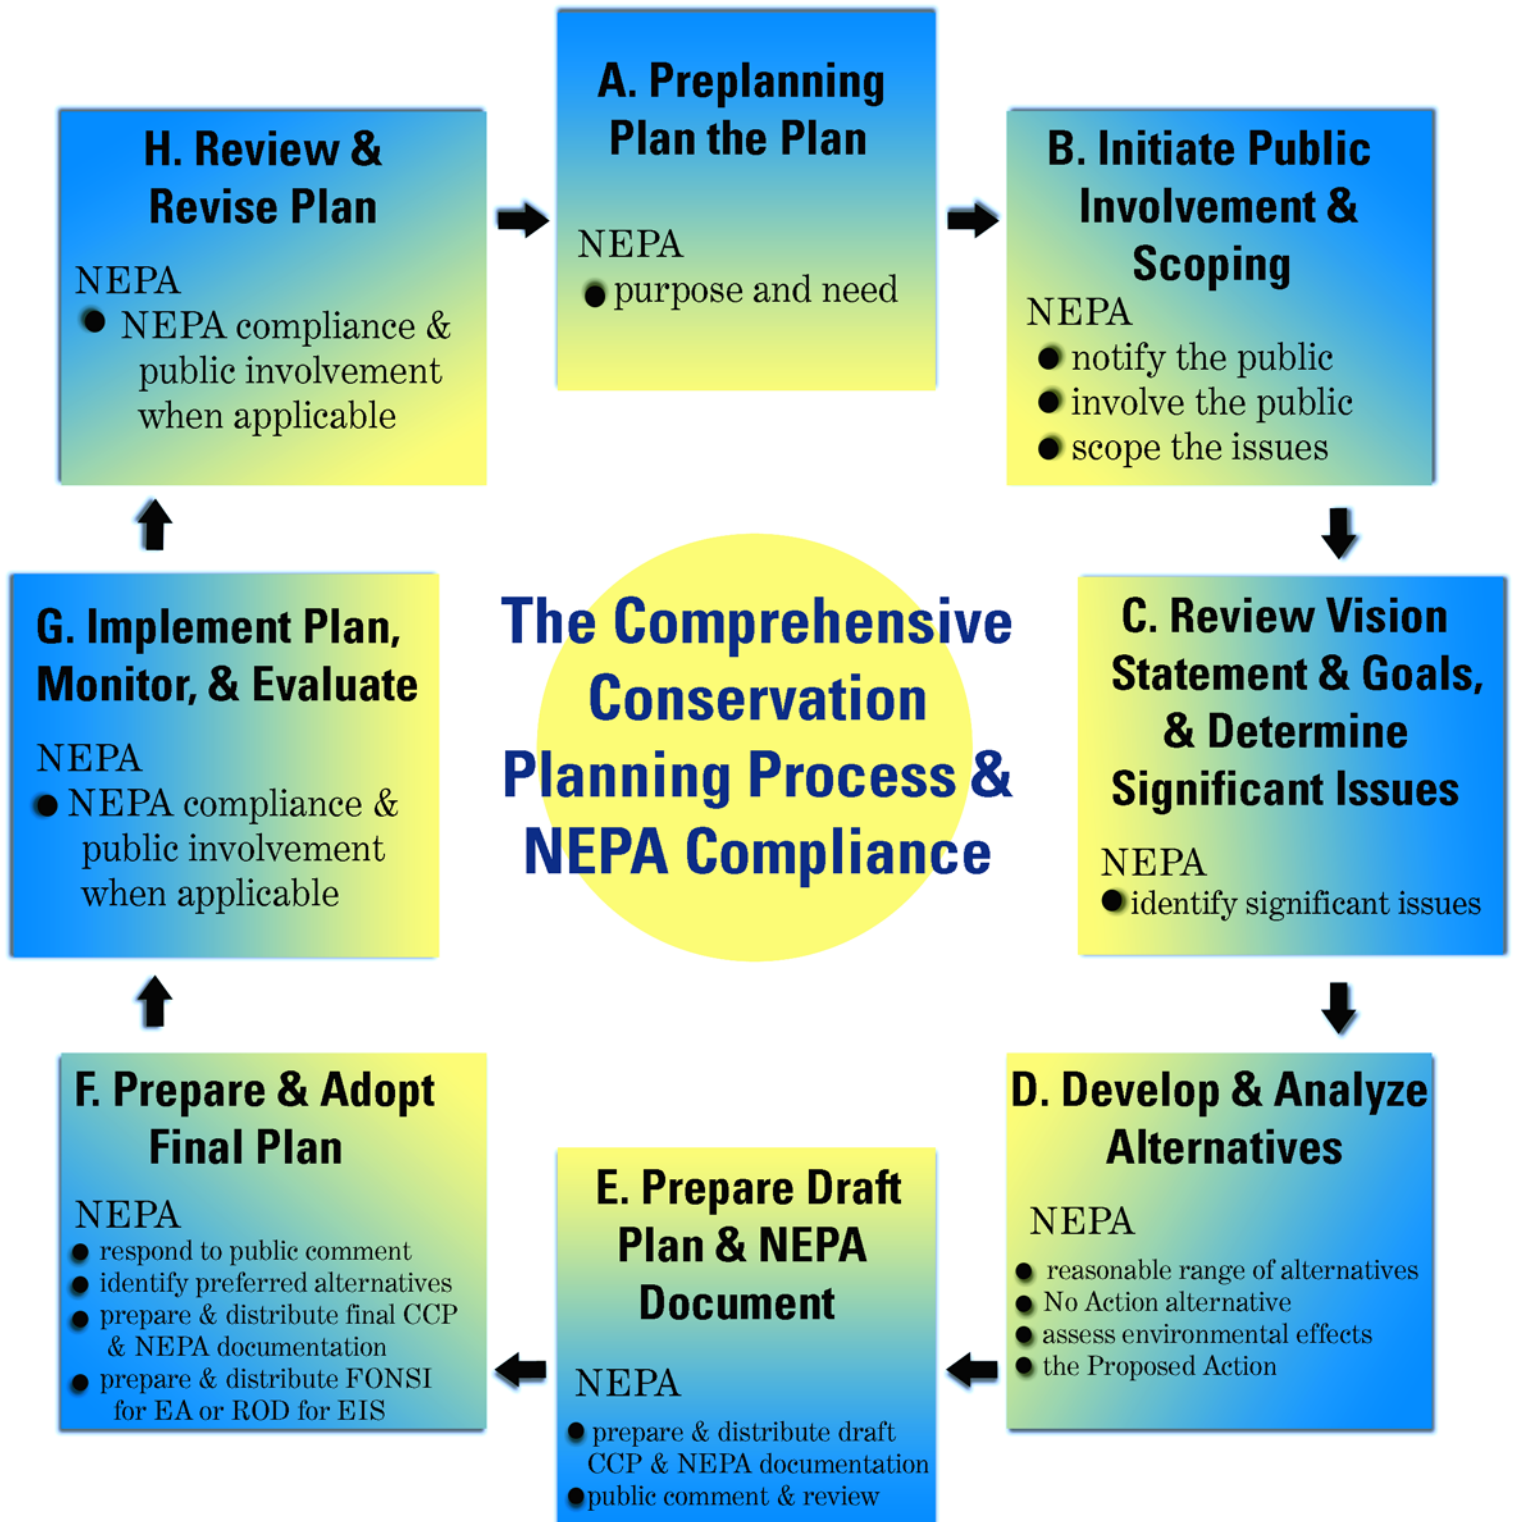 A. Preplanning
Plan the Plan
NEPA
● purpose and need
B. Initiate Public
Involvement &
Scoping
NEPA
● notify the public
● involve the public
● scope the issues
C. Review Vision
Statement & Goals,
& Determine
Significant Issues
NEPA
● identify significant issues
D. Develop & Analyze
Alternatives
NEPA
● reasonable range of alternatives
● No Action alternative
● assess environmental effects
● the Proposed Action
E. Prepare Draft
Plan & NEPA
Document
NEPA
● prepare & distribute draft
CCP & NEPA documentation
● public comment & review
F. Prepare & Adopt
Final Plan
NEPA
● respond to public comment
● identify preferred alternatives
● prepare & distribute final CCP
& NEPA documentation
● prepare & distribute FONSI
for EA or ROD for EIS
G. Implement Plan,
Monitor, & Evaluate
NEPA
● NEPA compliance &
public involvement
when applicable
H. Review &
Revise Plan
NEPA
● NEPA compliance &
public involvement
when applicable
The Comprehensive
Conservation
Planning Process &
NEPA Compliance